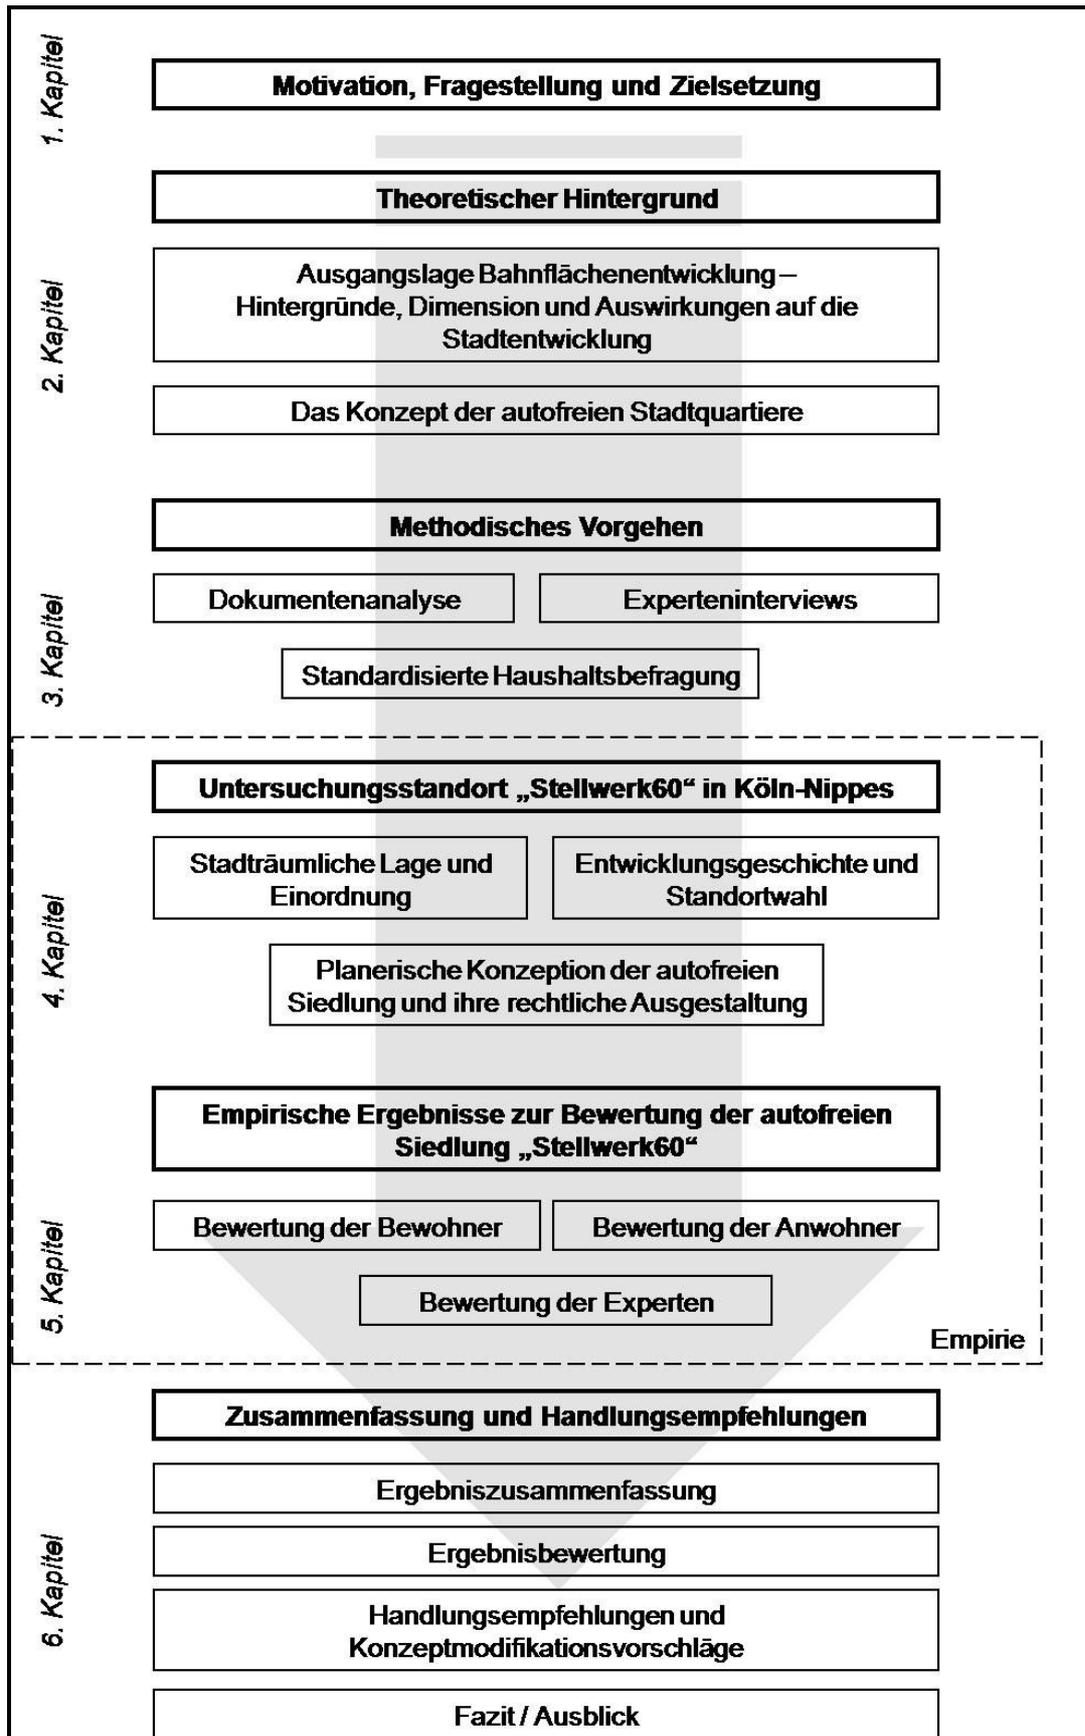 1. Kapitel
Motivation, Fragestellung und Zielsetzung
2. Kapitel
Theoretischer Hintergrund
Ausgangslage Bahnflächenentwicklung –
Hintergründe, Dimension und Auswirkungen auf die
Stadtentwicklung
Das Konzept der autofreien Stadtquartiere
3. Kapitel
Methodisches Vorgehen
Dokumentenanalyse
Experteninterviews
Standardisierte Haushaltsbefragung
4. Kapitel
Untersuchungsstandort „Stellwerk60“ in Köln-Nippes
Stadträumliche Lage und
Einordnung
Entwicklungsgeschichte und
Standortwahl
Planerische Konzeption der autofreien
Siedlung und ihre rechtliche Ausgestaltung
5. Kapitel
Empirische Ergebnisse zur Bewertung der autofreien
Siedlung „Stellwerk60“
Bewertung der Bewohner
Bewertung der Anwohner
Bewertung der Experten
Empirie
6. Kapitel
Zusammenfassung und Handlungsempfehlungen
Ergebniszusammenfassung
Ergebnisbewertung
Handlungsempfehlungen und
Konzeptmodifikationsvorschläge
Fazit / Ausblick